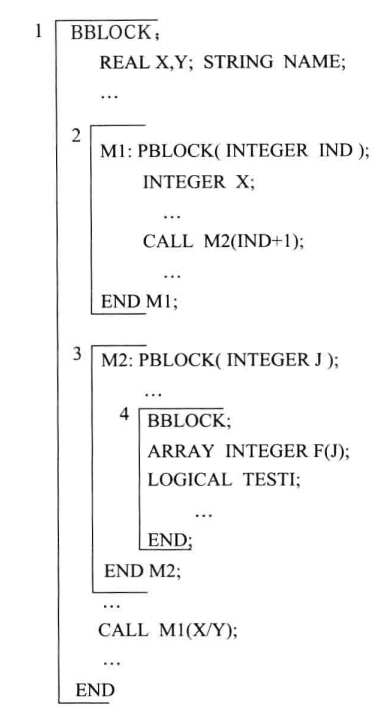 1 BBLOCK;
REAL X,Y; STRING NAME;
...
2 M1: PBLOCK( INTEGER IND );
INTEGER X;
...
CALL M2(IND+1);
...
END M1;
3 M2: PBLOCK( INTEGER J );
...
4 BBLOCK;
ARRAY INTEGER F(J);
LOGICAL TESTI;
...
END;
END M2;
...
CALL M1(X/Y);
...
END